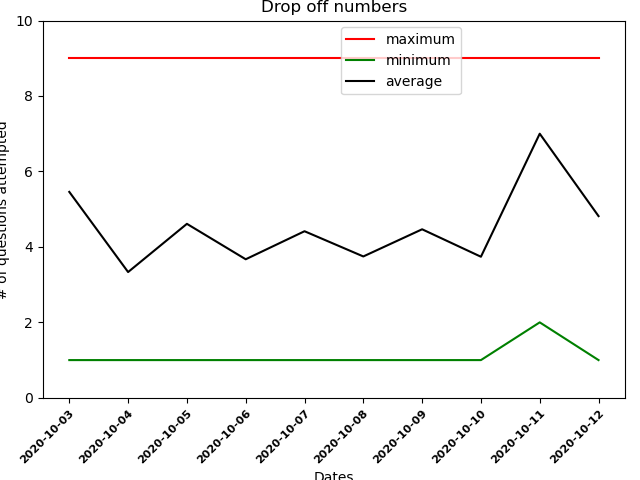 Drop off numbers
10
8
6
4
2
0
# of questions attempted
maximum
minimum
average
2020-10-03
2020-10-04
2020-10-05
2020-10-06
2020-10-07
2020-10-08
2020-10-09
2020-10-10
2020-10-11
2020-10-12
Dates